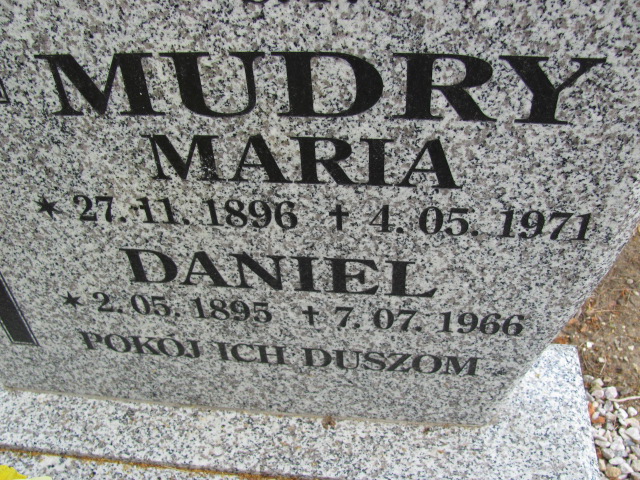 MUDRY
MARIA
* 27. 11. 1896 † 4. 05. 1971
DANIEL
* 2. 05. 1895 † 7. 07. 1966
POKÓJ ICH DUSZOM